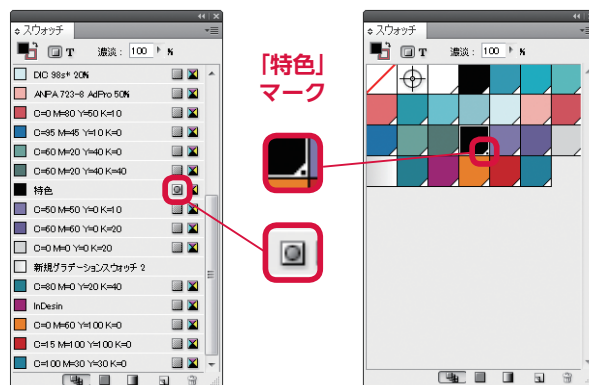 スウォッチ
T 濃淡: 100 %
DIC 98s* 20%
ANPA 723-8 AdPro 50%
C=0 M=80 Y=50 K=10
C=95 M=45 Y=10 K=0
C=60 M=20 Y=40 K=0
C=60 M=20 Y=40 K=40
特色
C=50 M=50 Y=0 K=10
C=60 M=60 Y=0 K=20
C=0 M=0 Y=0 K=20
新規グラデーションスウォッチ 2
C=80 M=0 Y=20 K=40
InDesin
C=0 M=60 Y=100 K=0
C=15 M=100 Y=100 K=0
C=100 M=30 Y=30 K=0
「特色」
マーク
スウォッチ
T 濃淡: 100 %